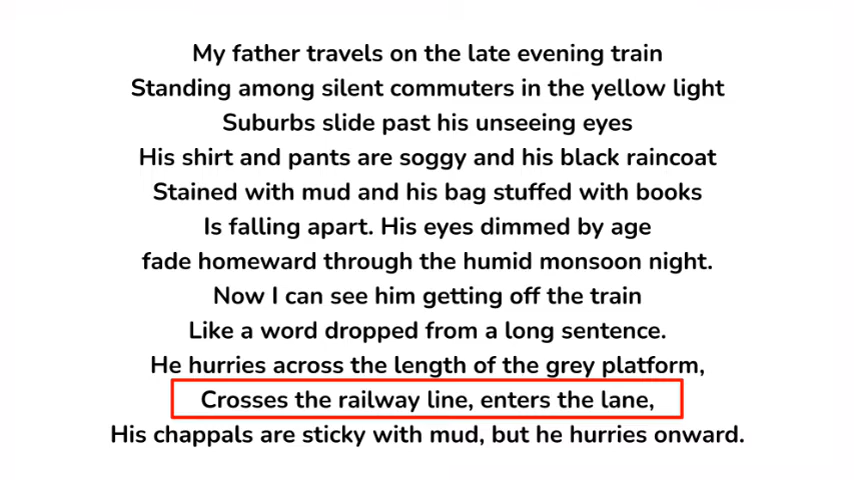 My father travels on the late evening train
Standing among silent commuters in the yellow light
Suburbs slide past his unseeing eyes
His shirt and pants are soggy and his black raincoat
Stained with mud and his bag stuffed with books
Is falling apart. His eyes dimmed by age
fade homeward through the humid monsoon night.
Now I can see him getting off the train
Like a word dropped from a long sentence.
He hurries across the length of the grey platform,
Crosses the railway line, enters the lane,
His chappals are sticky with mud, but he hurries onward.